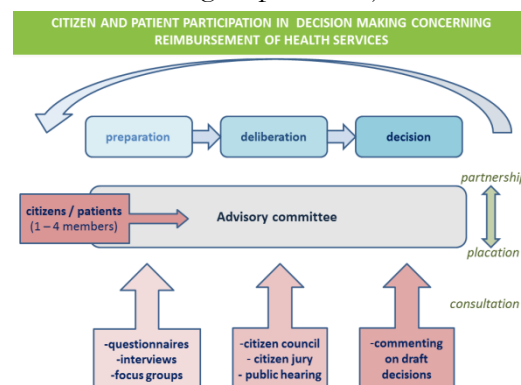 CITIZEN AND PATIENT PARTICIPATION IN DECISION MAKING CONCERNING
REIMBURSEMENT OF HEALTH SERVICES
preparation
deliberation
decision
partnership
citizens / patients
(1 – 4 members)
Advisory committee
placation
consultation
-questionnaires
-interviews
-focus groups
-citizen council
- citizen jury
- public hearing
-commenting
on draft
decisions